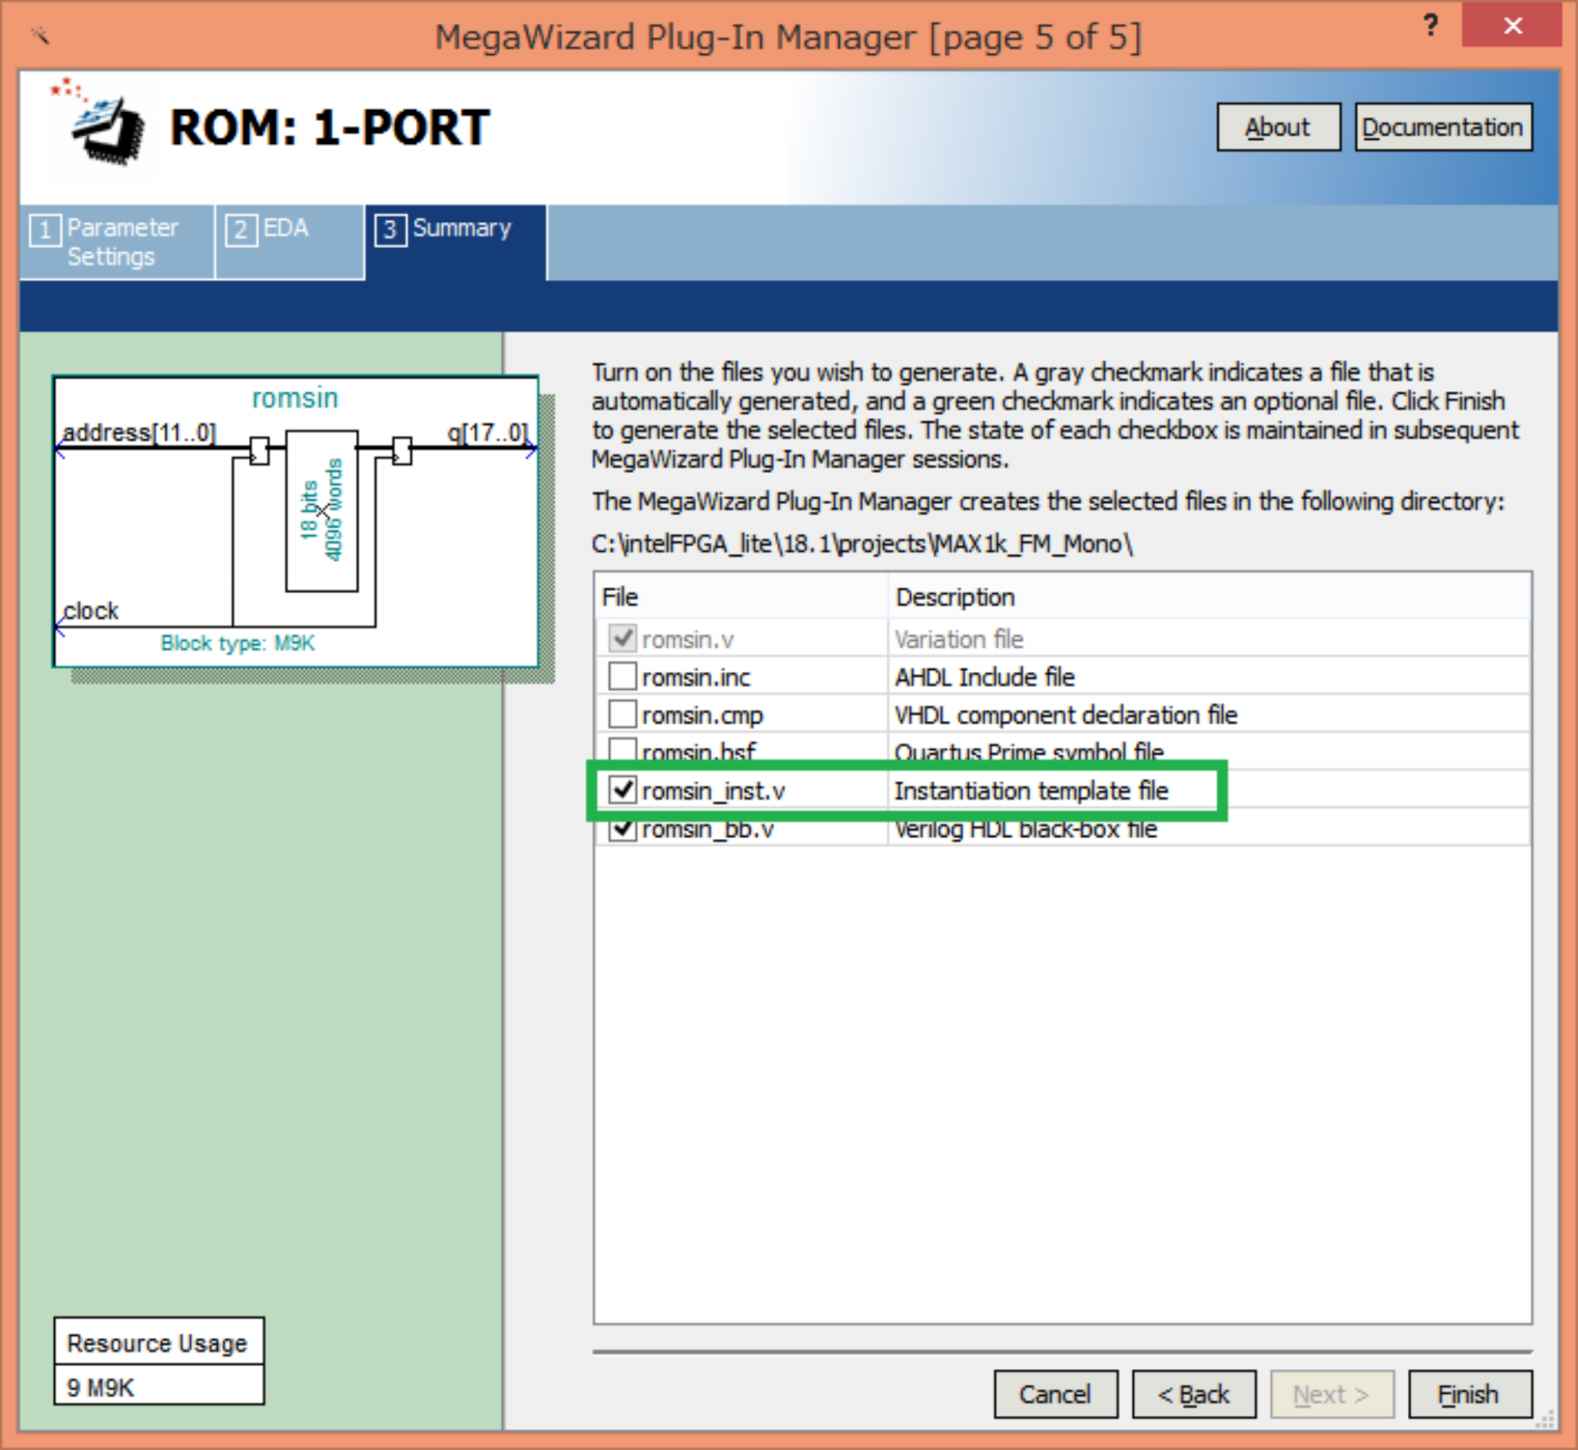 MegaWizard Plug-In Manager [page 5 of 5]
?
ROM: 1-PORT
About
Documentation
1 Parameter Settings
2 EDA
3 Summary
romsin
address[11..0]
q[17..0]
18 bits
4096 words
clock
Block type: M9K
Turn on the files you wish to generate. A gray checkmark indicates a file that is
automatically generated, and a green checkmark indicates an optional file. Click Finish
to generate the selected files. The state of each checkbox is maintained in subsequent
MegaWizard Plug-In Manager sessions.
The MegaWizard Plug-In Manager creates the selected files in the following directory:
C:\intelFPGA_lite\18.1\projects\MAX1k_FM_Mono\
File Description
romsin.v Variation file
romsin.inc AHDL Include file
romsin.cmp VHDL component declaration file
romsin.bsf Quartus Prime symbol file
romsin_inst.v Instantiation template file
romsin_bb.v Verilog HDL black-box file
Resource Usage
9 M9K
Cancel
< Back
Next >
Finish